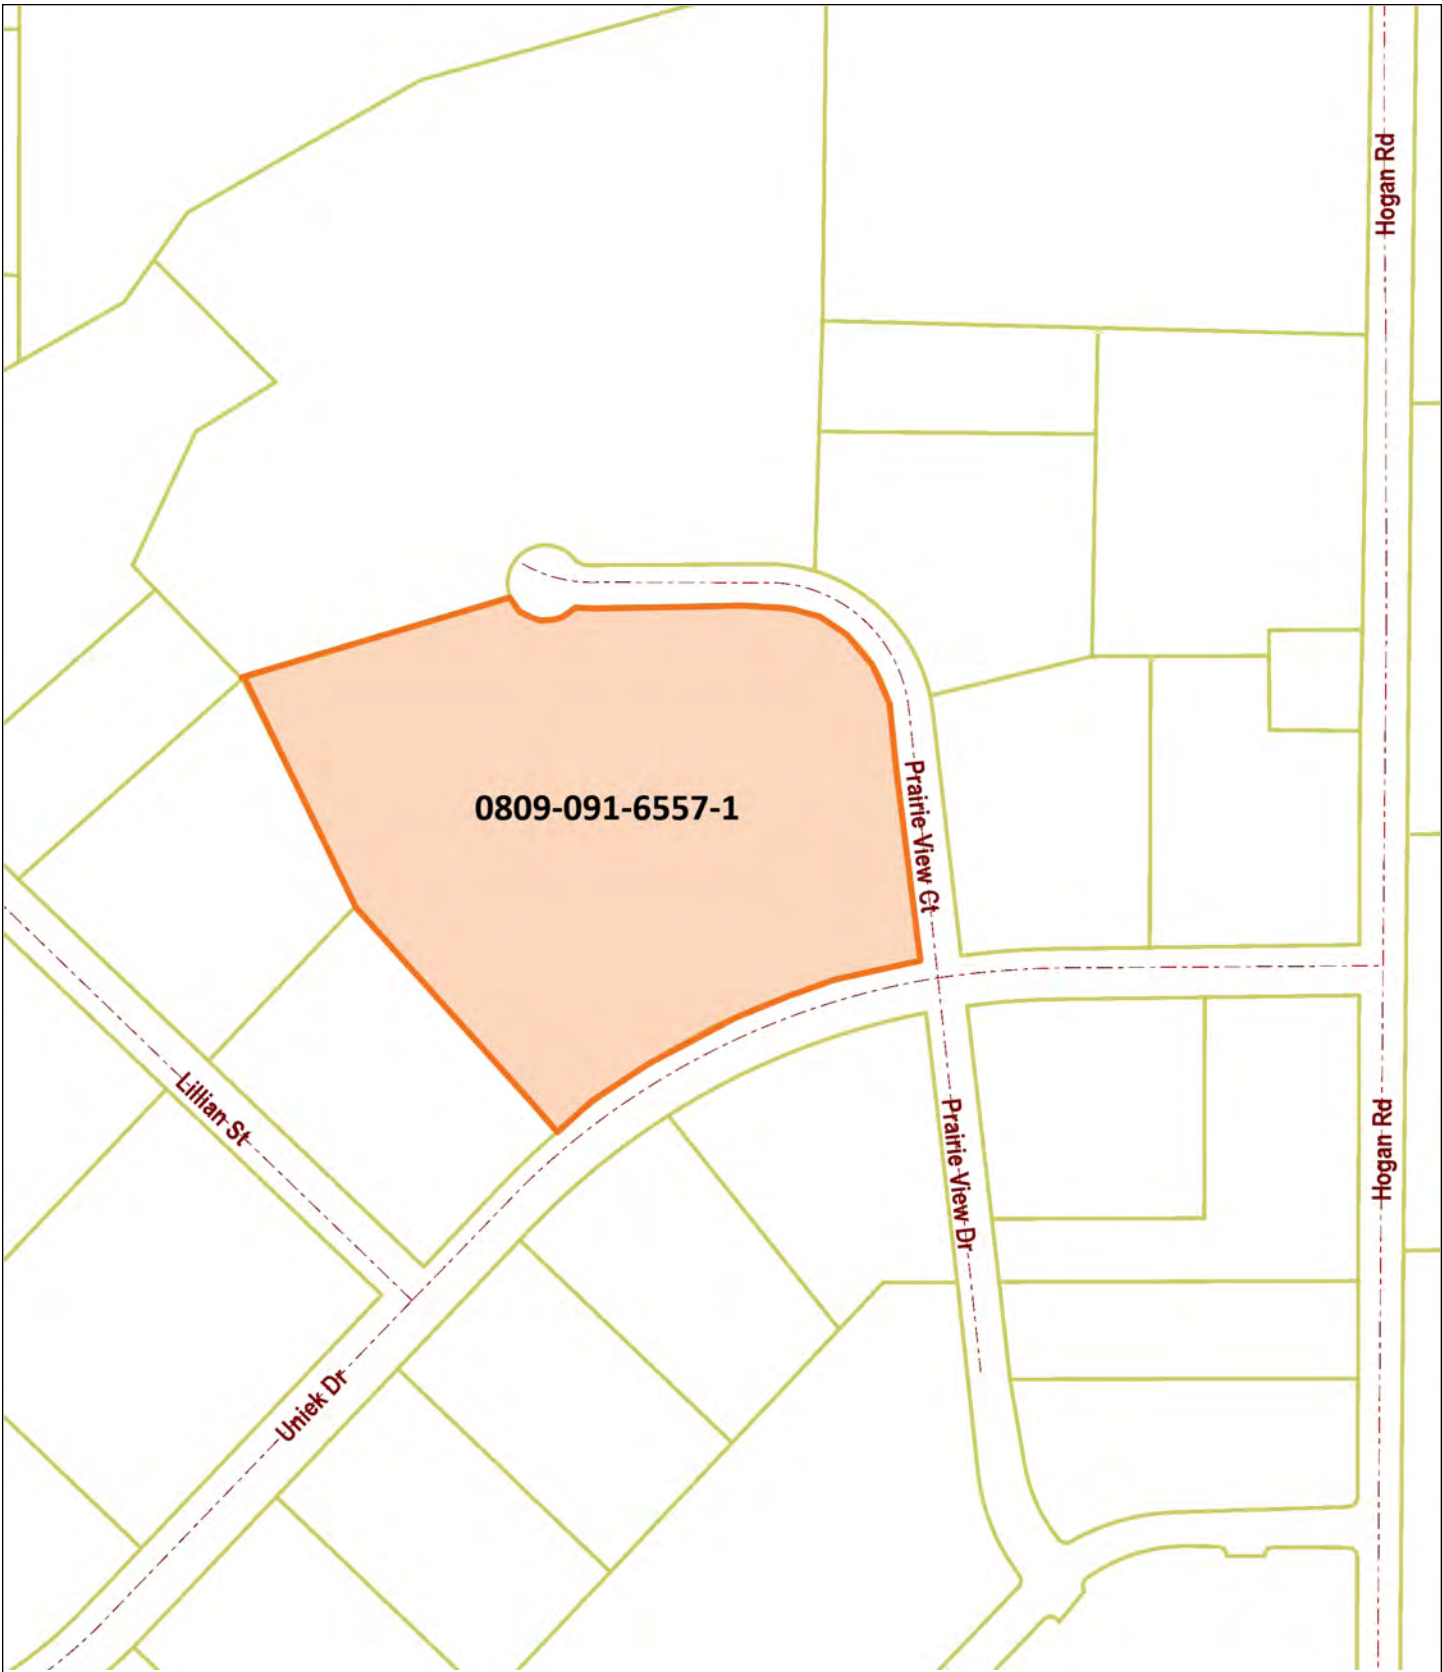 Hogan Rd
0809-091-6557-1
Prairie View Ct
Lillian St
Prairie View Dr
Hogan Rd
Uniek Dr